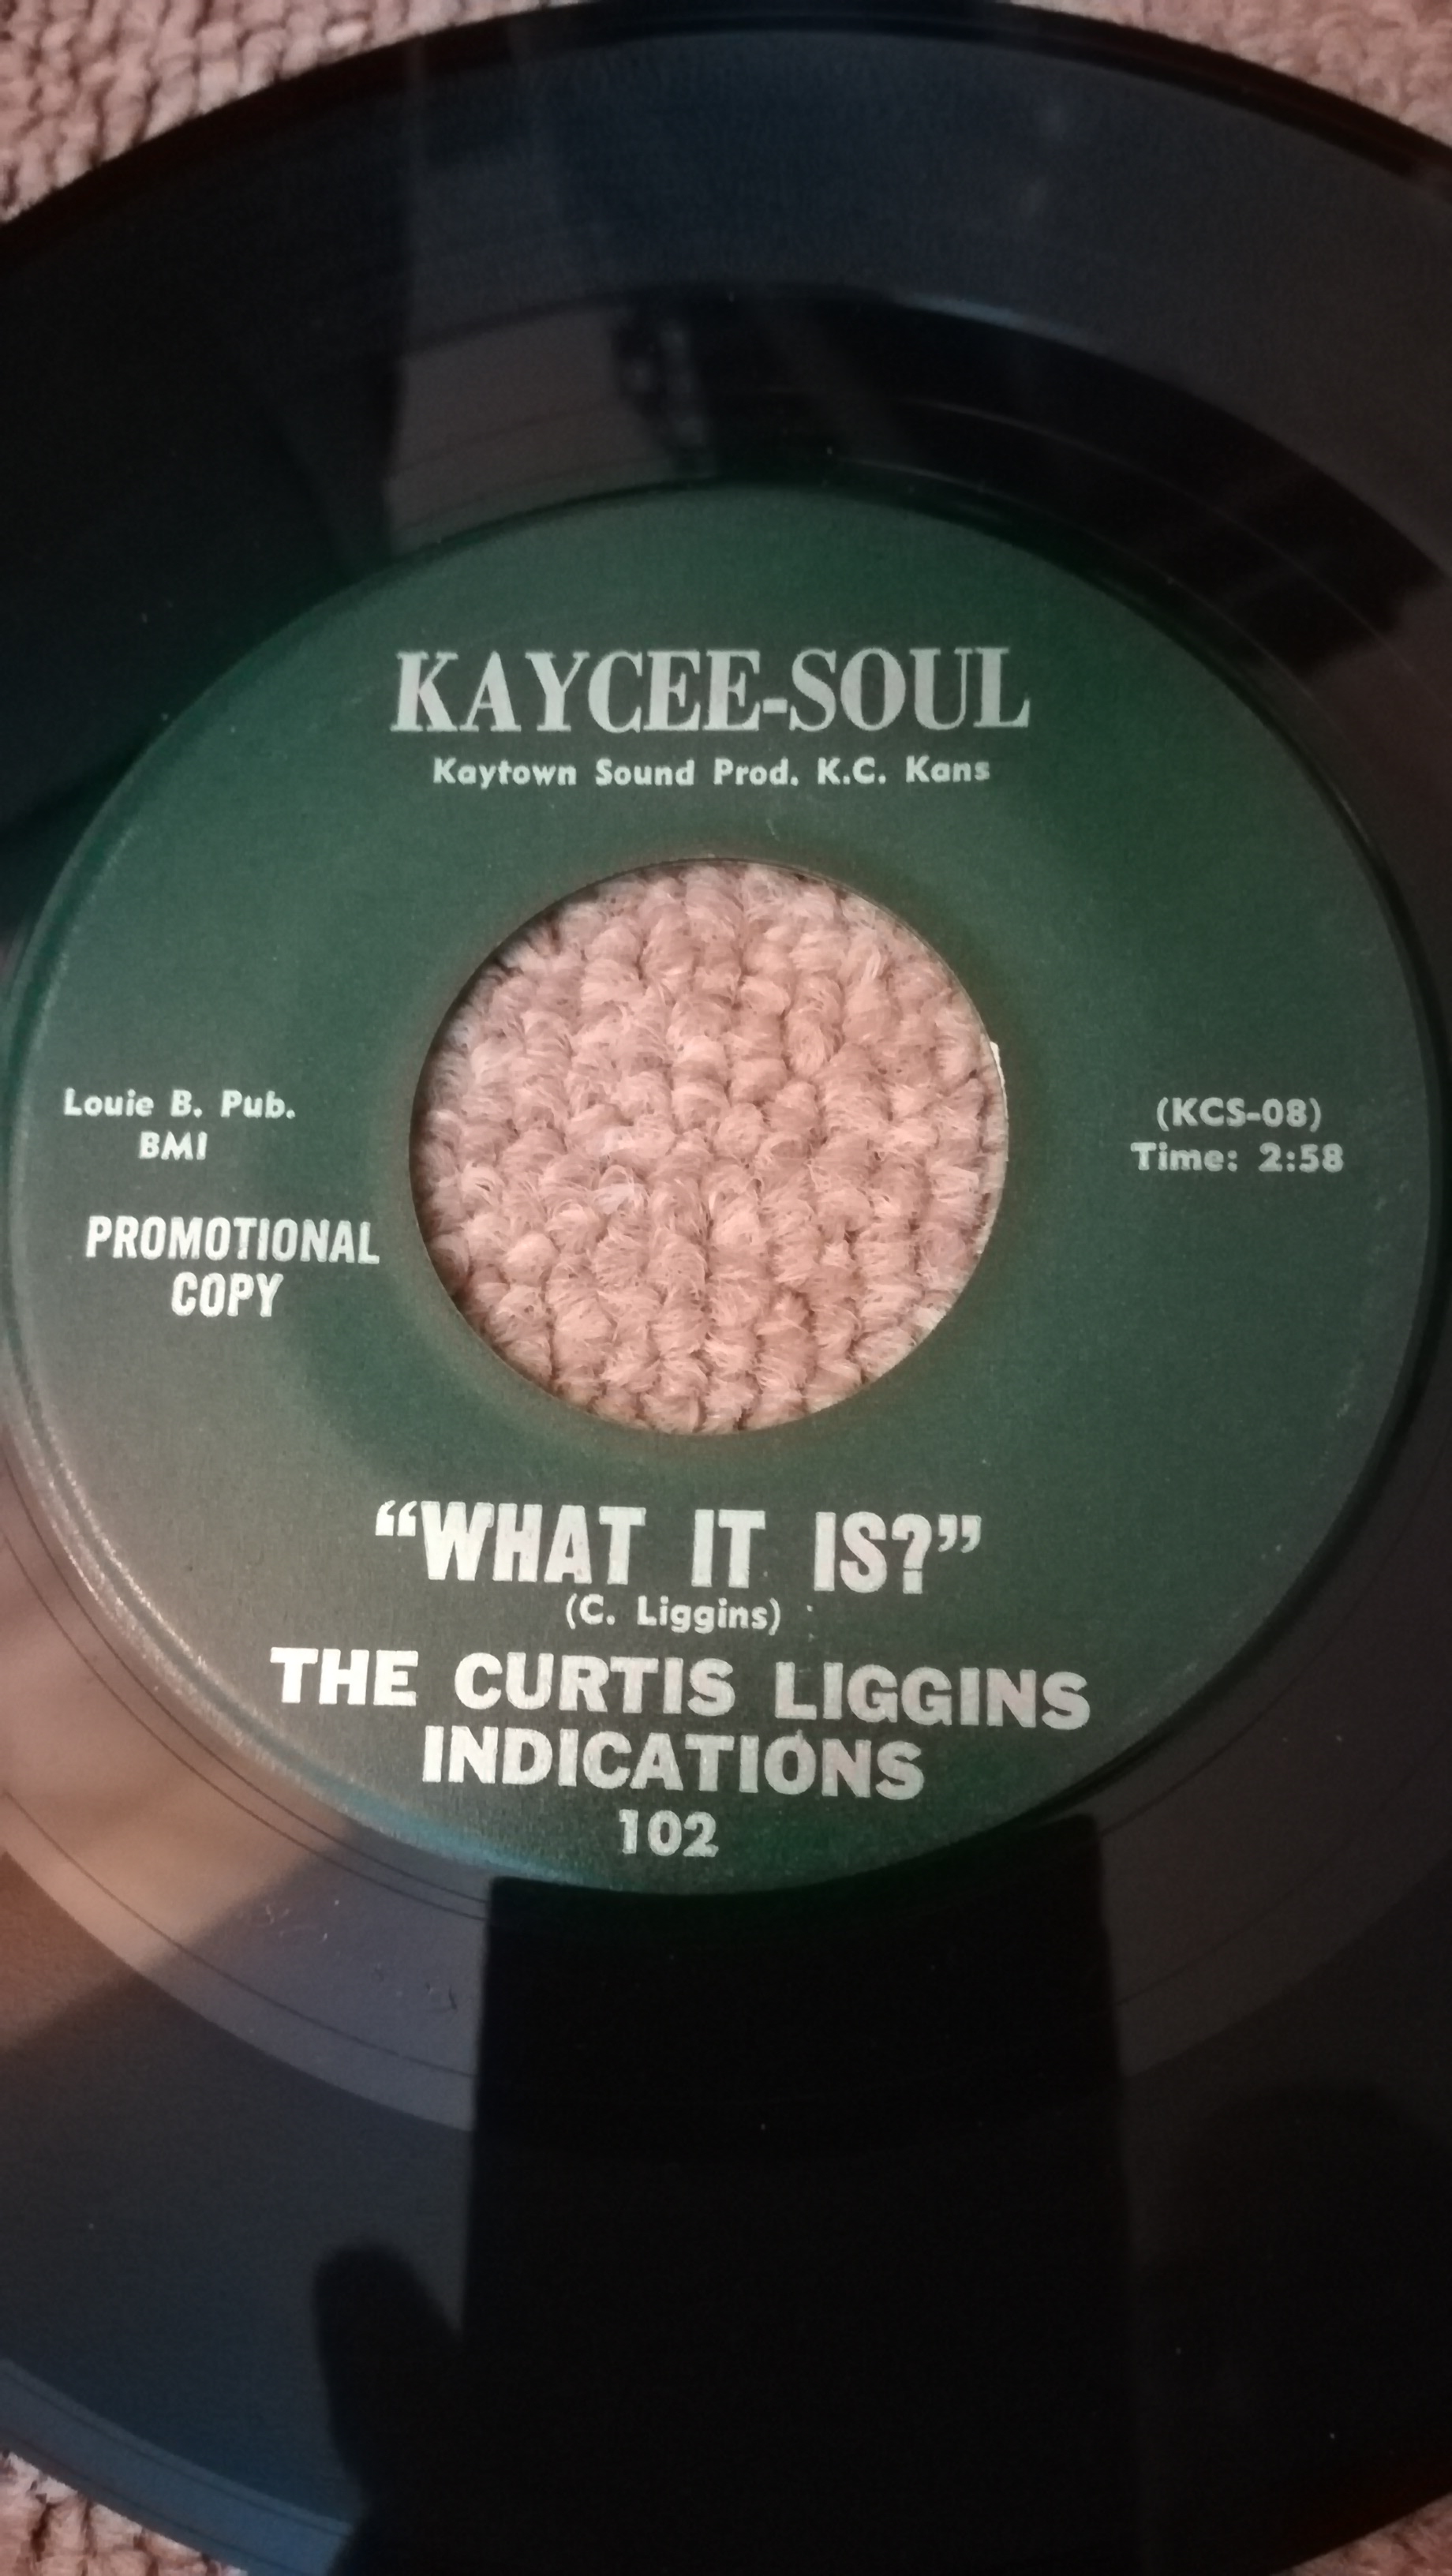 KAYCEE-SOUL
Kaytown Sound Prod. K.C. Kans
Louie B. Pub.
BMI
PROMOTIONAL
COPY
(KCS-08)
Time: 2:58
“WHAT IT IS?”
(C. Liggins)
THE CURTIS LIGGINS
INDICATIONS
102